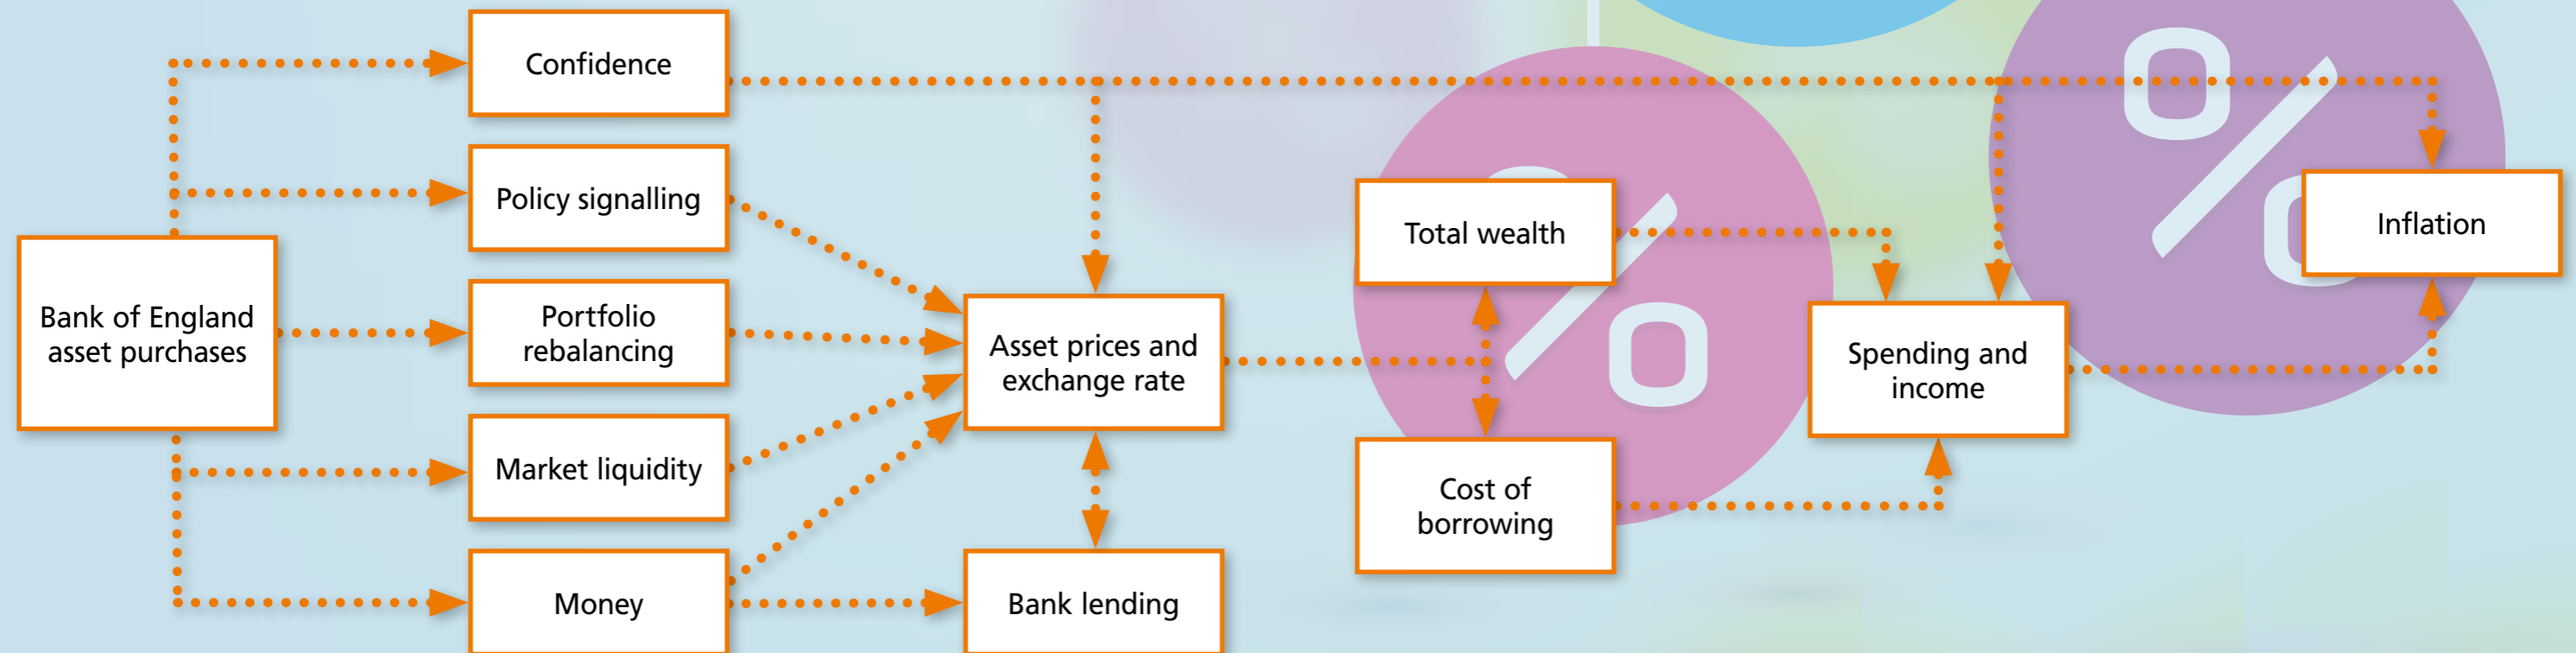 Confidence
Policy signalling
Bank of England
asset purchases
Portfolio
rebalancing
Market liquidity
Money
Asset prices and
exchange rate
Bank lending
Total wealth
Cost of
borrowing
Spending and
income
Inflation
%
%